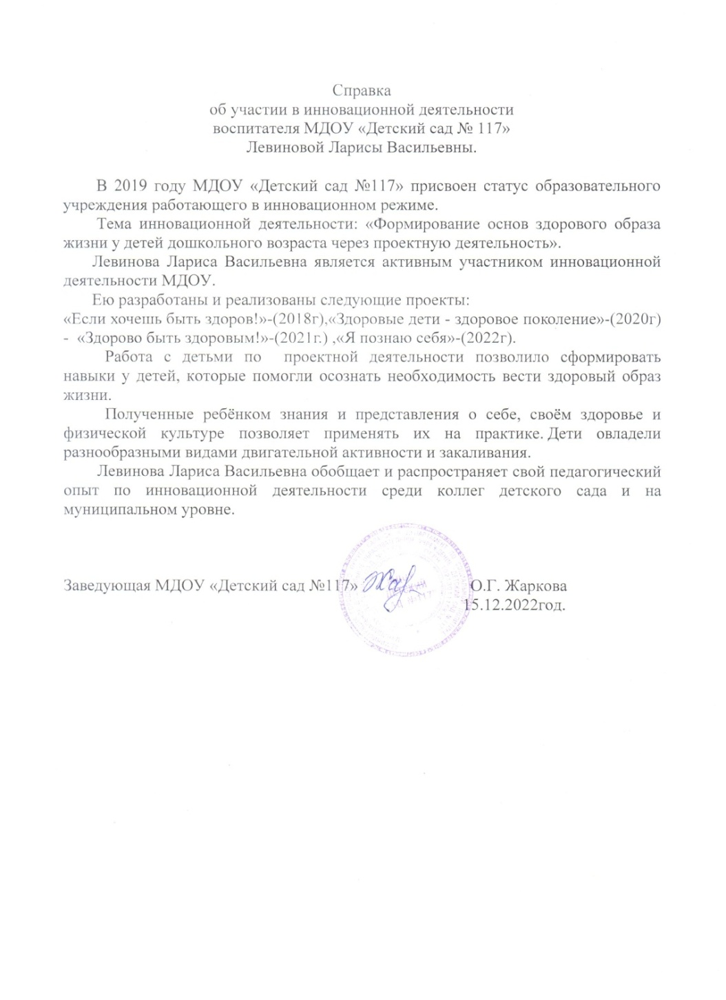 Справка
об участии в инновационной деятельности
воспитателя МДОУ «Детский сад № 117»
Левиновой Ларисы Васильевны.
В 2019 году МДОУ «Детский сад №117» присвоен статус образовательного
учреждения работающего в инновационном режиме.
Тема инновационной деятельности: «Формирование основ здорового образа
жизни у детей дошкольного возраста через проектную деятельность».
Левинова Лариса Васильевна является активным участником инновационной
деятельности МДОУ.
Ею разработаны и реализованы следующие проекты:
«Если хочешь быть здоров!»-(2018г),«Здоровые дети - здоровое поколение»-(2020г)
- «Здорово быть здоровым!»-(2021г.) ,«Я познаю себя»-(2022г).
Работа с детьми по проектной деятельности позволило сформировать
навыки у детей, которые помогли осознать необходимость вести здоровый образ
жизни.
Полученные ребёнком знания и представления о себе, своём здоровье и
физической культуре позволяет применять их на практике. Дети овладели
разнообразными видами двигательной активности и закаливания.
Левинова Лариса Васильевна обобщает и распространяет свой педагогический
опыт по инновационной деятельности среди коллег детского сада и на
муниципальном уровне.
Заведующая МДОУ «Детский сад №117» О.Г. Жаркова
15.12.2022год.